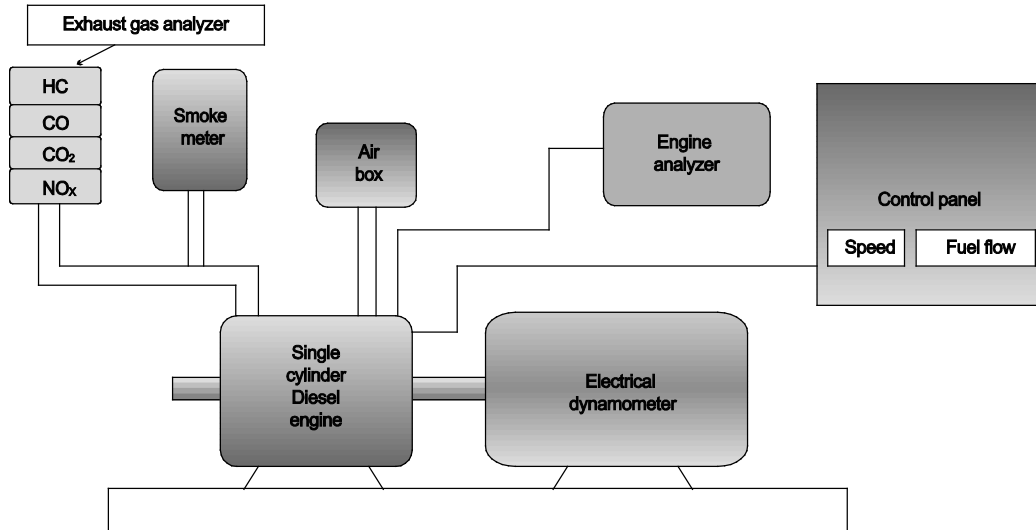 Exhaust gas analyzer
HC
CO
CO₂
NOx
Smoke
meter
Air
box
Engine
analyzer
Control panel
Speed
Fuel flow
Single
cylinder
Diesel
engine
Electrical
dynamometer